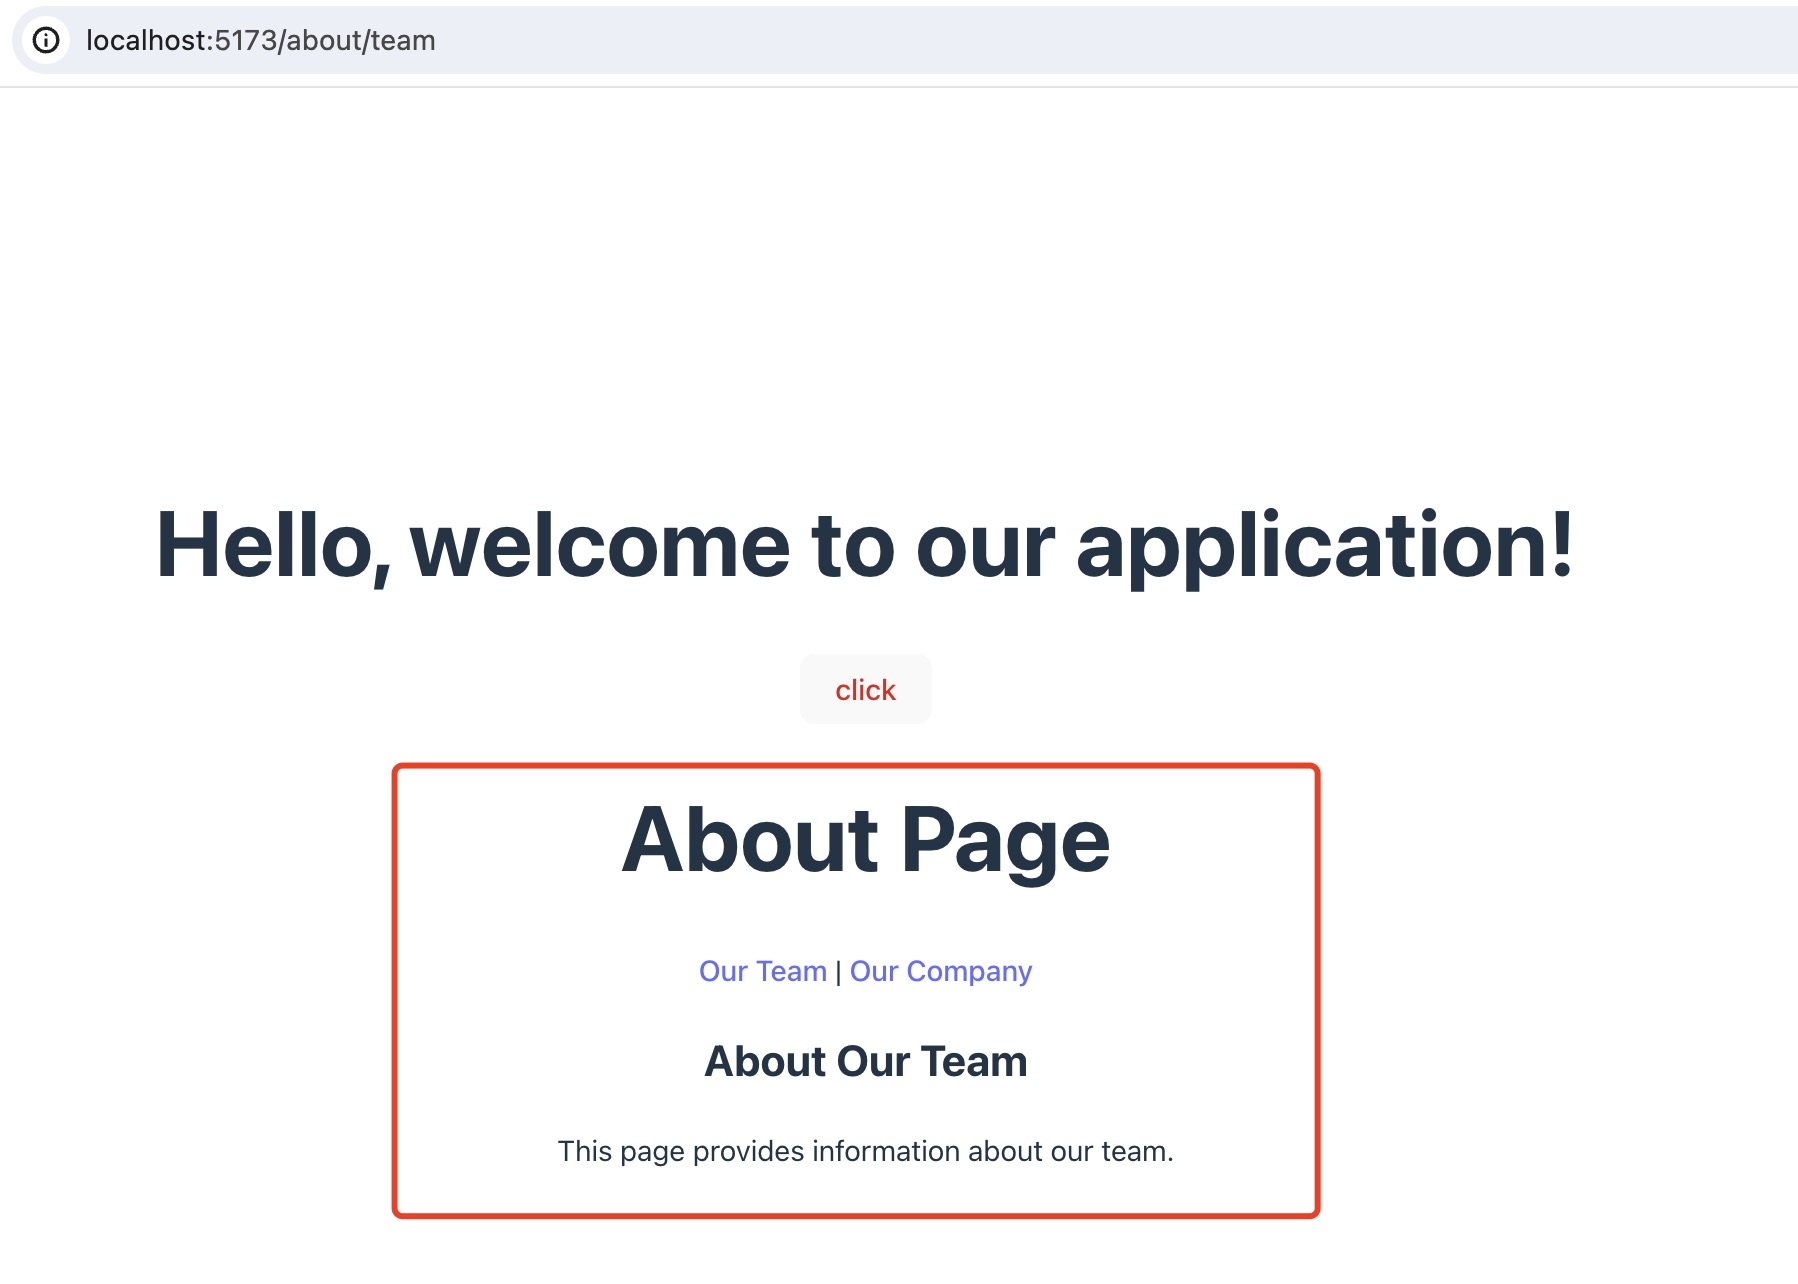 localhost:5173/about/team
Hello, welcome to our application!
click
About Page
Our Team | Our Company
About Our Team
This page provides information about our team.